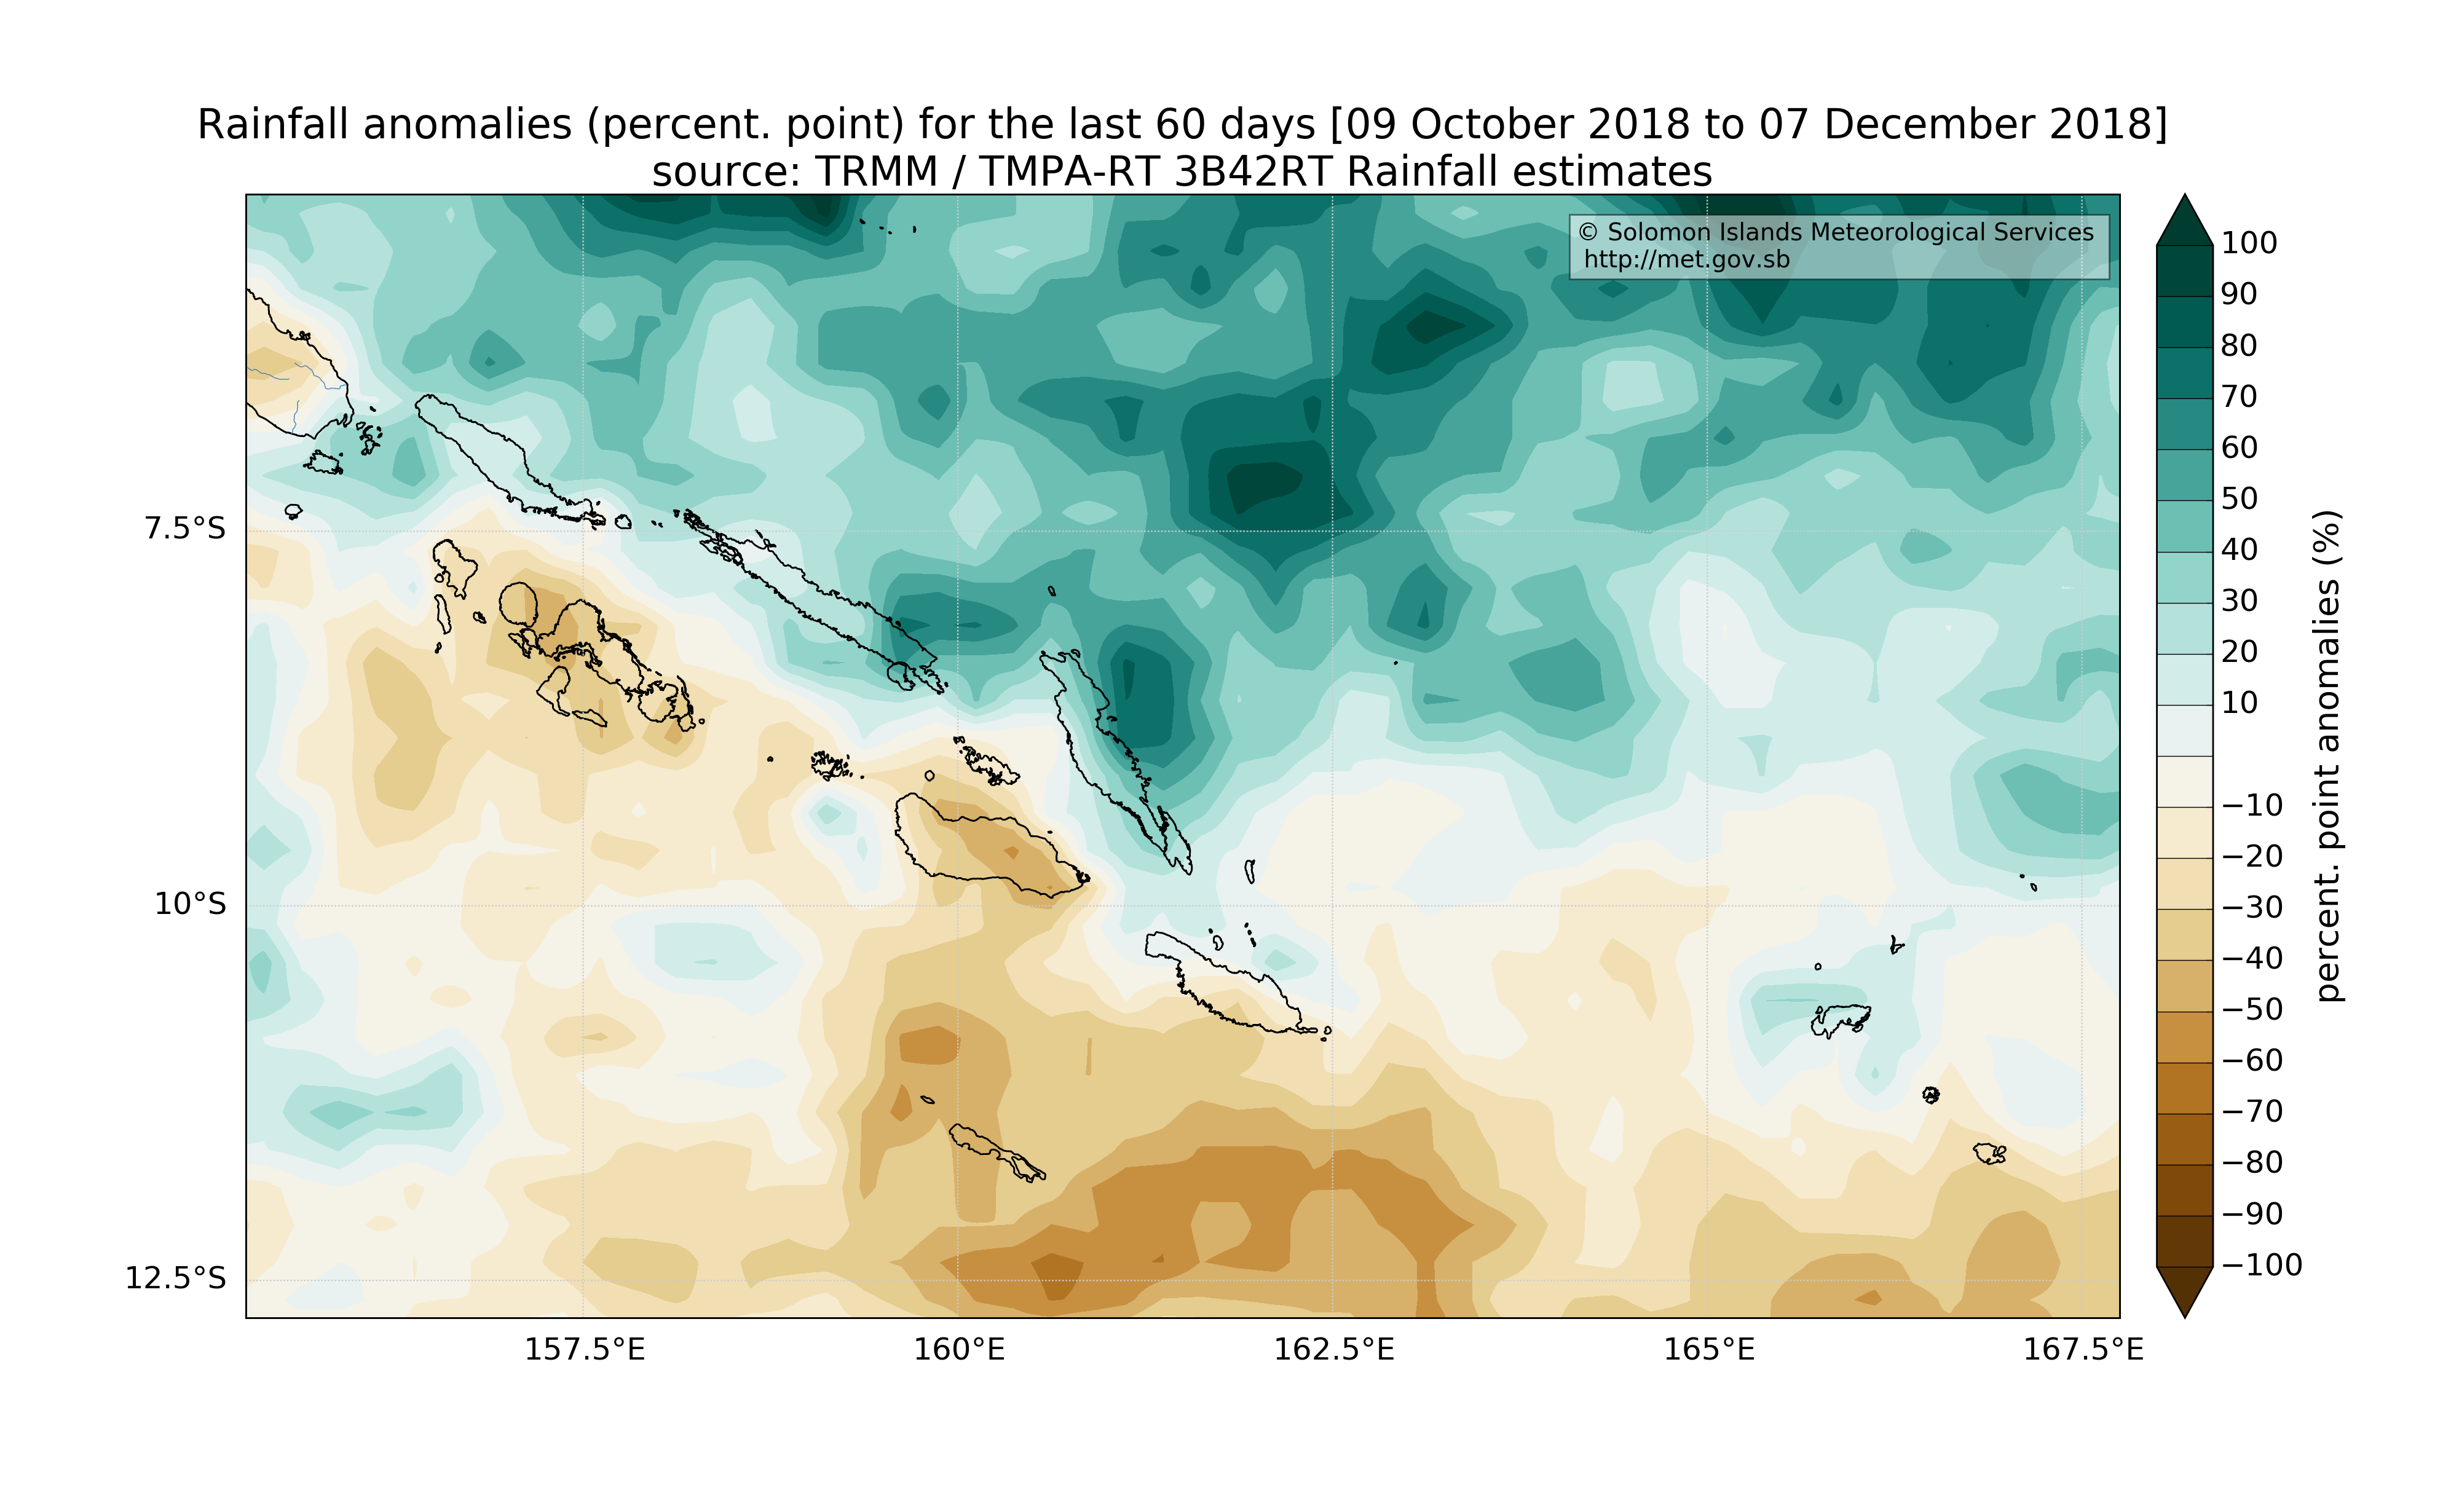 Rainfall anomalies (percent. point) for the last 60 days [09 October 2018 to 07 December 2018]
source: TRMM / TMPA-RT 3B42RT Rainfall estimates
© Solomon Islands Meteorological Services
http://met.gov.sb
7.5°S
10°S
12.5°S
157.5°E
160°E
162.5°E
165°E
167.5°E
100
90
80
70
60
50
40
30
20
10
−10
−20
−30
−40
−50
−60
−70
−80
−90
−100
percent. point anomalies (%)